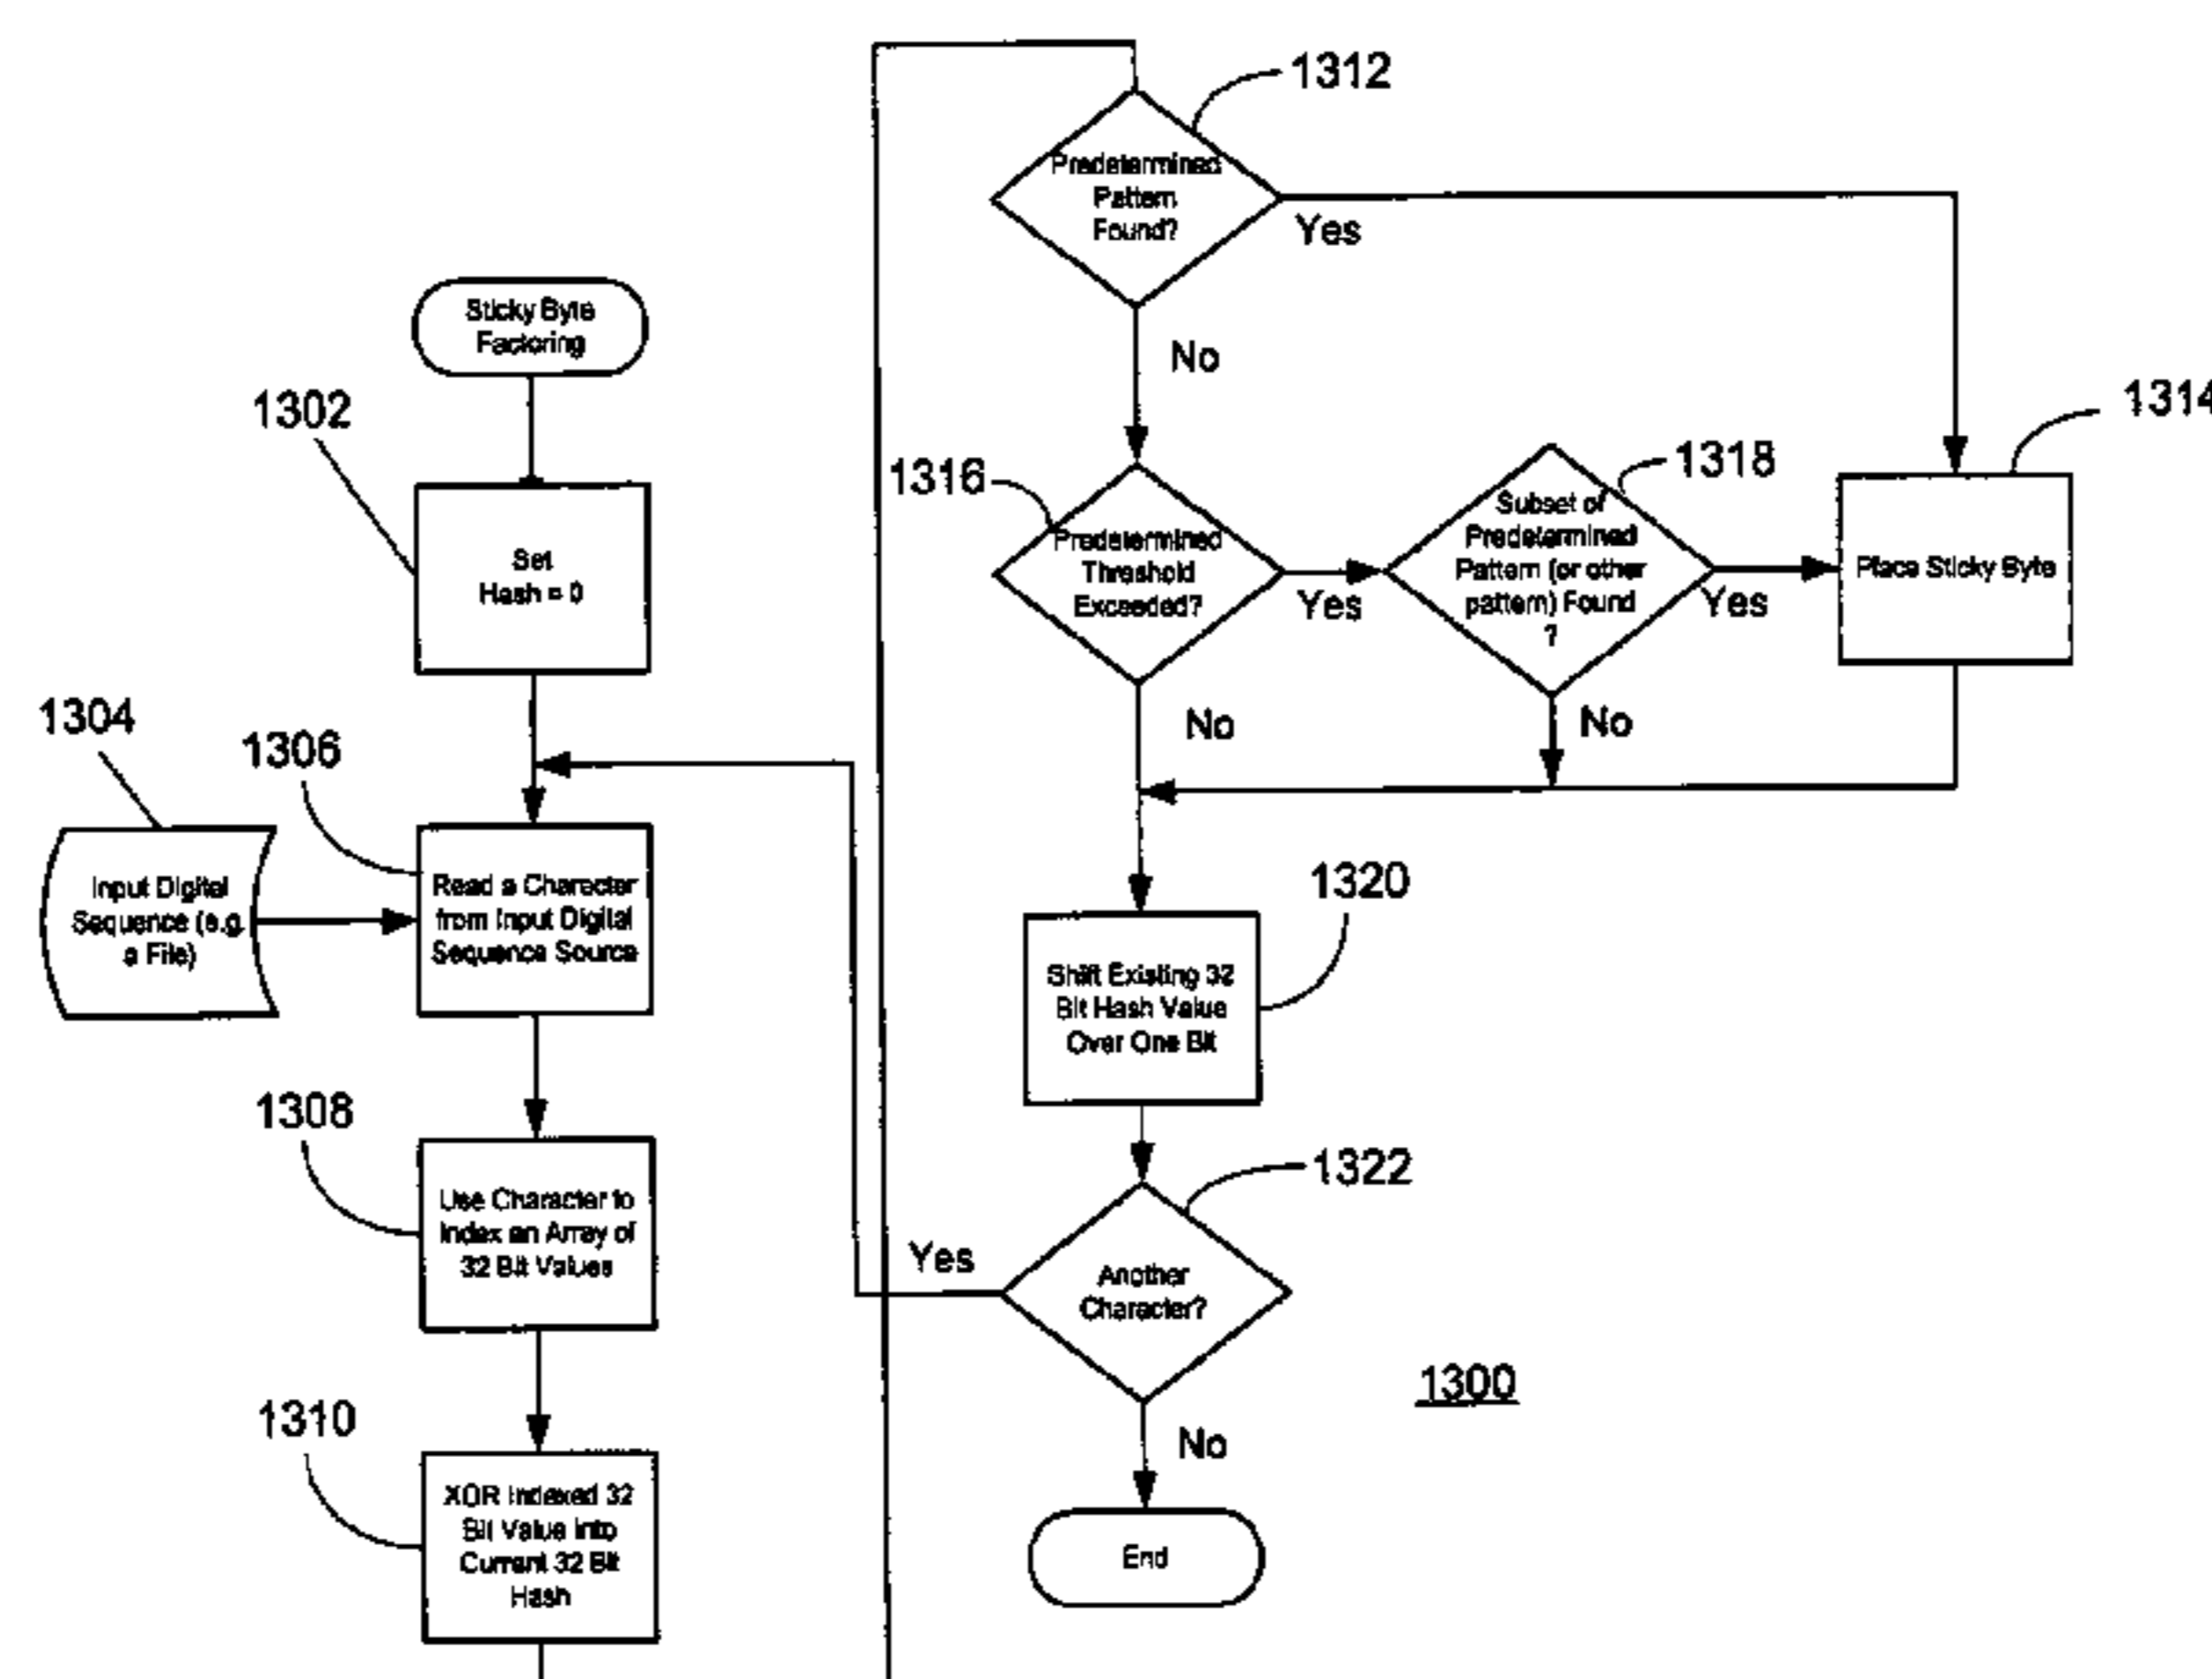 Sticky Byte
Factoring
1302
Set
Hash = 0
1304
1306
Input Digital
Sequence (e.g.
a File)
Read a Character
from Input Digital
Sequence Source
1308
Use Character to
Index an Array of
32 Bit Values
1310
XOR Indexed 32
Bit Value into
Current 32 Bit
Hash
1312
Predetermined
Pattern
Found?
Yes
No
1314
1316
1318
Predetermined
Threshold
Exceeded?
Yes
Subset of
Predetermined
Pattern (or other
pattern) Found
?
Yes
Place Sticky Byte
No
No
1320
Shift Existing 32
Bit Hash Value
Over One Bit
1322
Yes
Another
Character?
1300
No
End